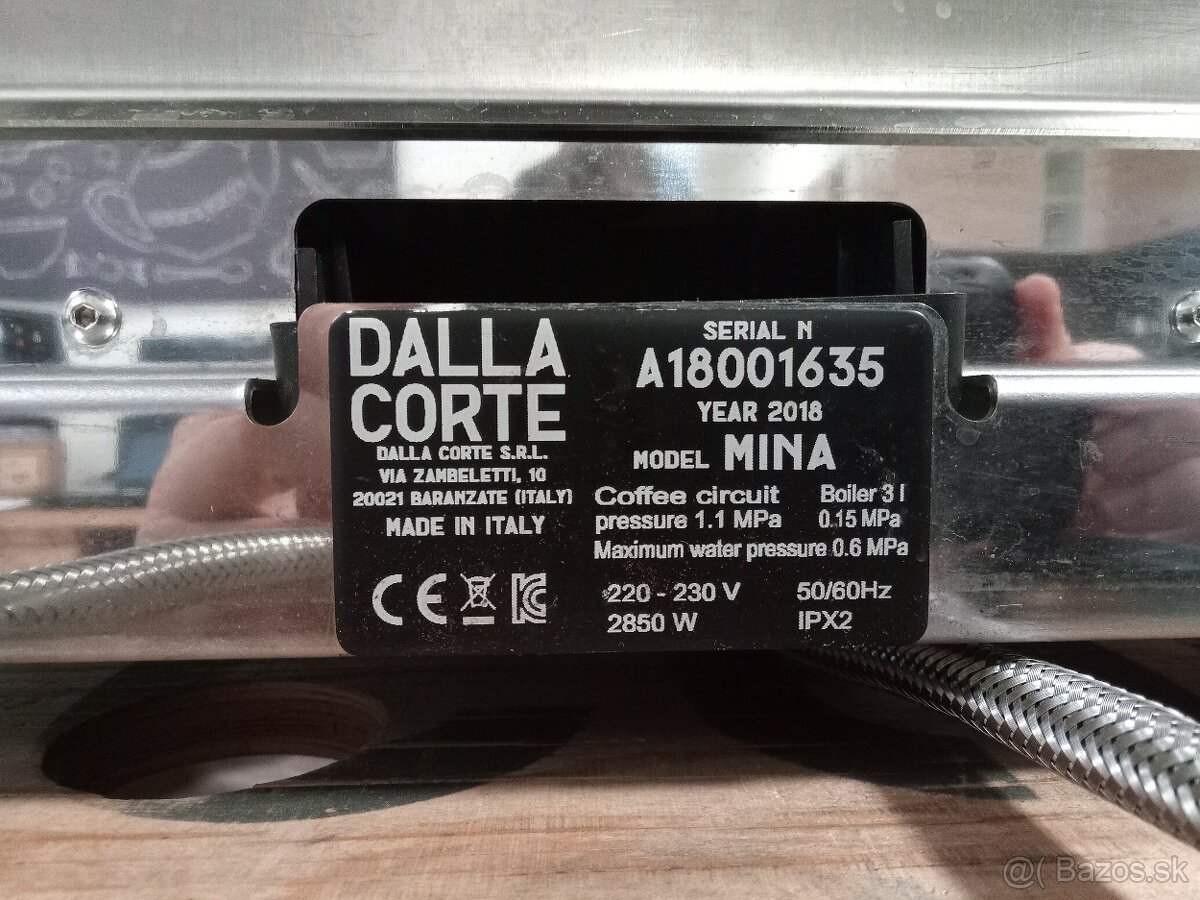 DALLA
CORTE
DALLA CORTE S.R.L.
VIA ZAMBELETTI, 10
20021 BARANZATE (ITALY)
MADE IN ITALY
CE
SERIAL N
A18001635
YEAR 2018
MODEL MINA
Coffee circuit Boiler 3 l
pressure 1.1 MPa 0.15 MPa
Maximum water pressure 0.6 MPa
220 - 230 V 50/60Hz
2850 W IPX2
@( Bazos.sk